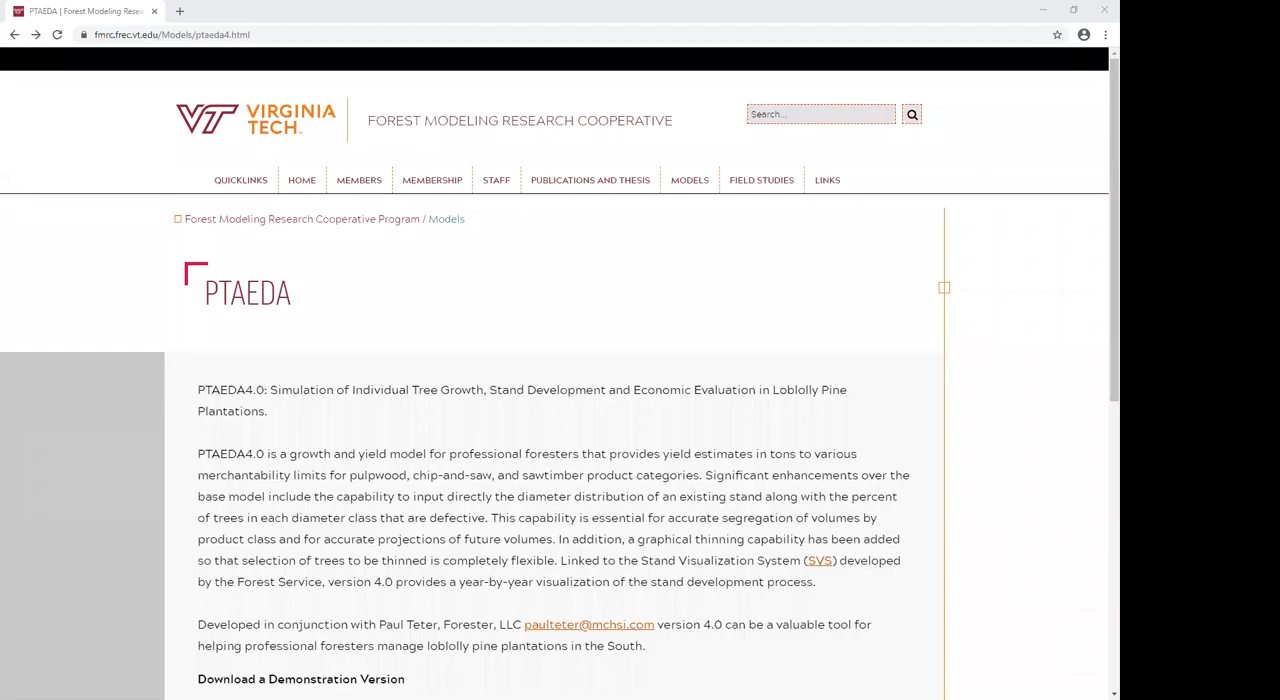 PTAEDA | Forest Modeling Resea
fmrc.frec.vt.edu/Models/ptaeda4.html
VT VIRGINIA TECH™
FOREST MODELING RESEARCH COOPERATIVE
Search...
QUICKLINKS HOME MEMBERS MEMBERSHIP STAFF PUBLICATIONS AND THESIS MODELS FIELD STUDIES LINKS
Forest Modeling Research Cooperative Program / Models
PTAEDA
PTAEDA4.0: Simulation of Individual Tree Growth, Stand Development and Economic Evaluation in Loblolly Pine
Plantations.
PTAEDA4.0 is a growth and yield model for professional foresters that provides yield estimates in tons to various
merchantability limits for pulpwood, chip-and-saw, and sawtimber product categories. Significant enhancements over the
base model include the capability to input directly the diameter distribution of an existing stand along with the percent
of trees in each diameter class that are defective. This capability is essential for accurate segregation of volumes by
product class and for accurate projections of future volumes. In addition, a graphical thinning capability has been added
so that selection of trees to be thinned is completely flexible. Linked to the Stand Visualization System (SVS) developed
by the Forest Service, version 4.0 provides a year-by-year visualization of the stand development process.
Developed in conjunction with Paul Teter, Forester, LLC paulteter@mchsi.com version 4.0 can be a valuable tool for
helping professional foresters manage loblolly pine plantations in the South.
Download a Demonstration Version